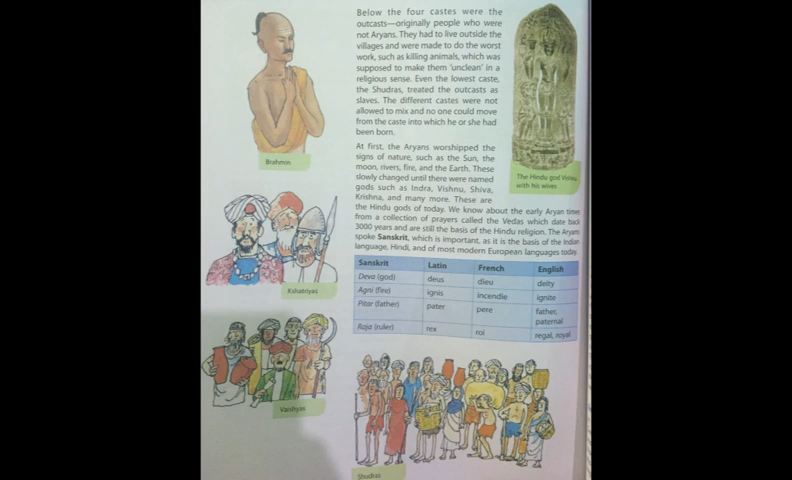 Below the four castes were the
outcasts—originally people who were
not Aryans. They had to live outside the
villages and were made to do the worst
work, such as killing animals, which was
supposed to make them 'unclean' in a
religious sense. Even the lowest caste,
the Shudras, treated the outcasts as
slaves. The different castes were not
allowed to mix and no one could move
from the caste into which he or she had
been born.
At first, the Aryans worshipped the
signs of nature, such as the Sun, the
moon, rivers, fire, and the Earth. These
slowly changed until there were named
gods such as Indra, Vishnu, Shiva,
Krishna, and many more. These are
the Hindu gods of today. We know about the early Aryan times
from a collection of prayers called the Vedas which date back
3000 years and are still the basis of the Hindu religion. The Aryans
spoke Sanskrit, which is important, as it is the basis of the Indian
language, Hindi, and of most modern European languages today.
Sanskrit Latin French English
Deva (god) deus dieu deity
Agni (fire) ignis incendie ignite
Pitar (father) pater pere father,
paternal
Raja (ruler) rex roi regal, royal
The Hindu god Vishnu
with his wives
Brahmin
Kshatriyas
Vaishyas
Shudras